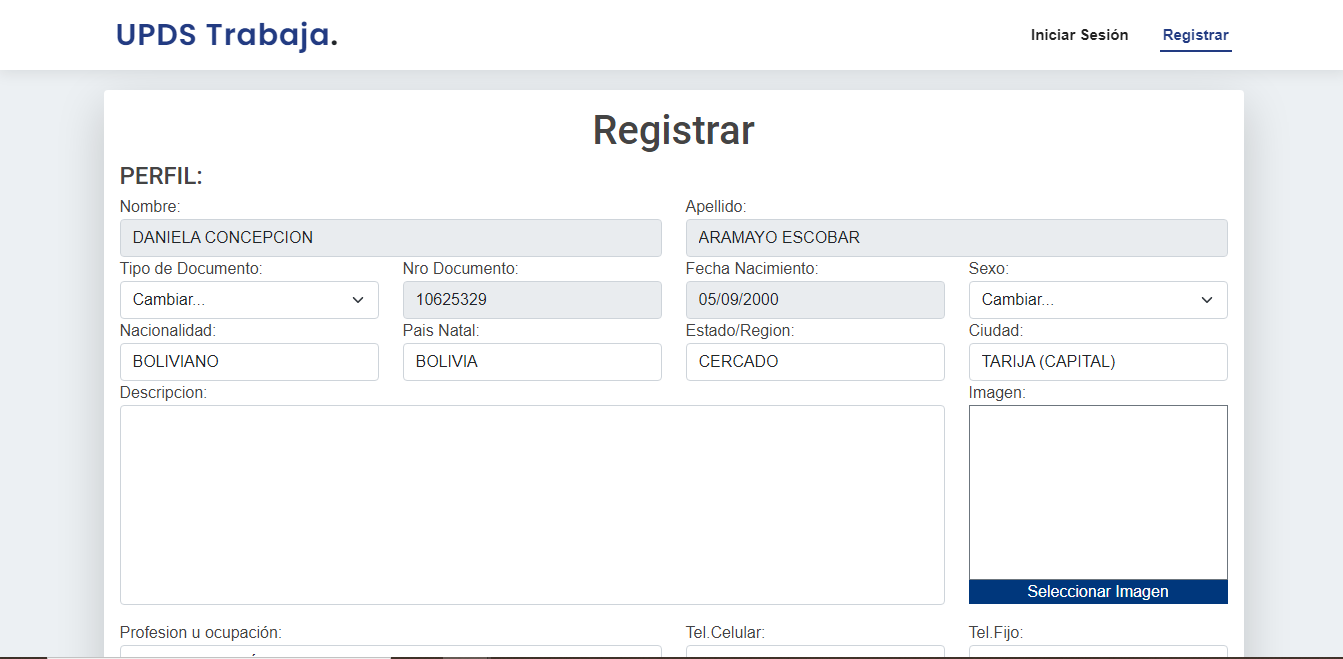 UPDS Trabaja.
Iniciar Sesión Registrar
Registrar
PERFIL:
Nombre: Apellido:
DANIELA CONCEPCION ARAMAYO ESCOBAR
Tipo de Documento: Nro Documento: Fecha Nacimiento: Sexo:
Cambiar... 10625329 05/09/2000 Cambiar...
Nacionalidad: Pais Natal: Estado/Region: Ciudad:
BOLIVIANO BOLIVIA CERCADO TARIJA (CAPITAL)
Descripcion: Imagen:
Seleccionar Imagen
Profesion u ocupación: Tel.Celular: Tel.Fijo: